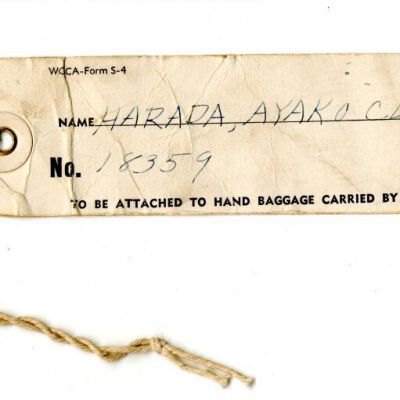 WCCA-Form S-4
NAME HARADA, AYAKO
No. 18359
TO BE ATTACHED TO HAND BAGGAGE CARRIED BY